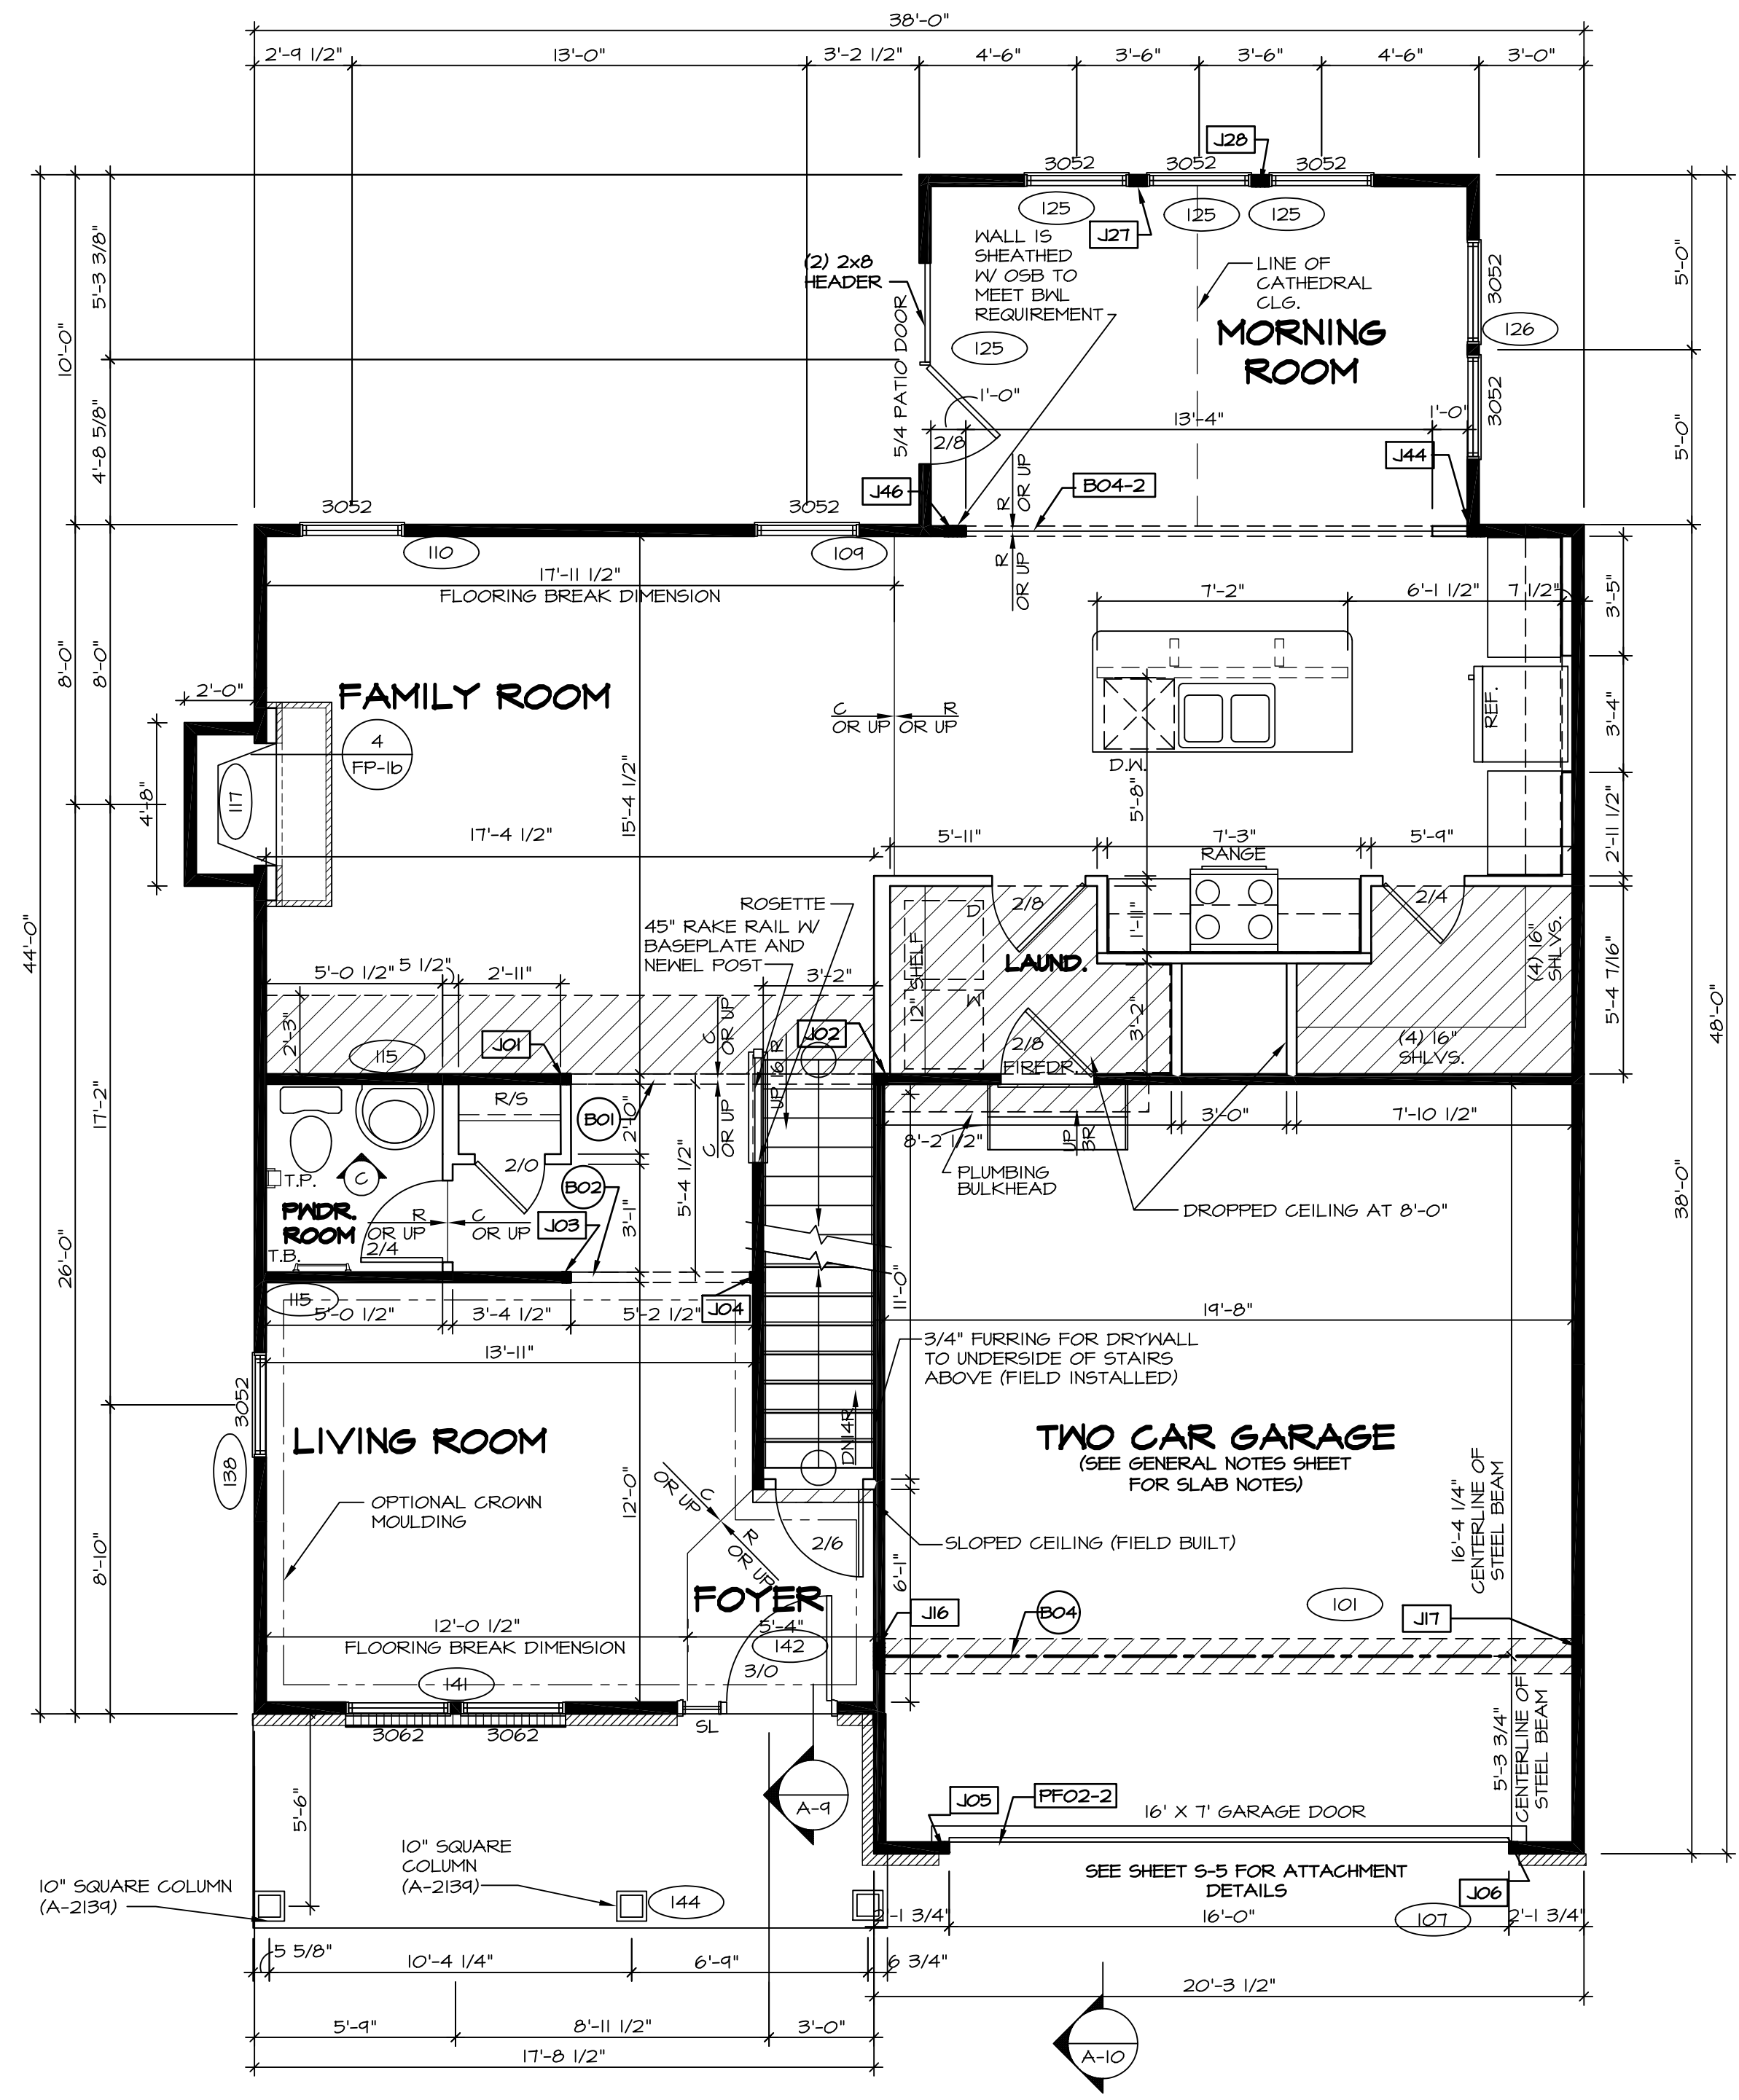 38'-0"
2'-9 1/2"
13'-0"
3'-2 1/2"
4'-6"
3'-6"
3'-6"
4'-6"
3'-0"
J28
3052
3052
3052
125
125
125
J27
WALL IS
SHEATHED
W/ OSB TO
MEET BWL
REQUIREMENT
(2) 2x8
HEADER
LINE OF
CATHEDRAL
CLG.
MORNING
ROOM
5/4 PATIO DOOR
125
3052
126
3052
5'-0"
5'-0"
5'-3 3/8"
10'-0"
4'-8 5/8"
1'-0"
13'-4"
1'-0"
2/8
J44
J46
B04-2
R
OR UP
R
OR UP
3052
3052
110
109
17'-11 1/2"
FLOORING BREAK DIMENSION
7'-2"
6'-1 1/2"
7 1/2"
3'-5"
8'-0"
8'-0"
2'-0"
FAMILY ROOM
4
FP-1b
C
OR UP
R
OR UP
REF.
3'-4"
D.W.
5'-8"
117
4'-8"
15'-4 1/2"
17'-4 1/2"
5'-11"
7'-3"
RANGE
5'-9"
2'-11 1/2"
ROSETTE
45" RAKE RAIL W/
BASEPLATE AND
NEWEL POST
D
2/8
2/4
1'-11"
(4) 16"
SHLVS.
12" SHELF
LAUND.
44'-0"
48'-0"
5'-0 1/2"
5 1/2"
2'-11"
3'-2"
W
3'-2"
5'-4 7/16"
2'-3"
115
J01
C
OR UP
J02
2/8
FIREDR.
(4) 16"
SHLVS.
UP 16 R
R/S
B01
2'-0"
C
OR UP
8'-2 1/2"
UP
3R
3'-0"
7'-10 1/2"
17'-2"
5'-4 1/2"
PLUMBING
BULKHEAD
DROPPED CEILING AT 8'-0"
T.P.
C
2/0
B02
PWDR.
ROOM
R
OR UP
C
OR UP
J03
3'-1"
2/4
T.B.
38'-0"
26'-0"
115
5'-0 1/2"
3'-4 1/2"
5'-2 1/2"
J04
11'-0"
19'-8"
13'-11"
3/4" FURRING FOR DRYWALL
TO UNDERSIDE OF STAIRS
ABOVE (FIELD INSTALLED)
3052
138
LIVING ROOM
DN14R
TWO CAR GARAGE
(SEE GENERAL NOTES SHEET
FOR SLAB NOTES)
OPTIONAL CROWN
MOULDING
12'-0"
C
OR UP
R
OR UP
2/6
SLOPED CEILING (FIELD BUILT)
16'-4 1/4"
CENTERLINE OF
STEEL BEAM
8'-10"
6'-1"
FOYER
J16
B04
101
J17
12'-0 1/2"
FLOORING BREAK DIMENSION
5'-4"
142
3/0
141
3062
3062
SL
5'-3 3/4"
CENTERLINE OF
STEEL BEAM
5'-6"
A-9
J05
PF02-2
16' X 7' GARAGE DOOR
10" SQUARE
COLUMN
(A-2139)
10" SQUARE COLUMN
(A-2139)
144
SEE SHEET S-5 FOR ATTACHMENT
DETAILS
J06
2'-1 3/4"
16'-0"
107
2'-1 3/4"
5 5/8"
10'-4 1/4"
6'-9"
6 3/4"
20'-3 1/2"
5'-9"
8'-11 1/2"
3'-0"
17'-8 1/2"
A-10